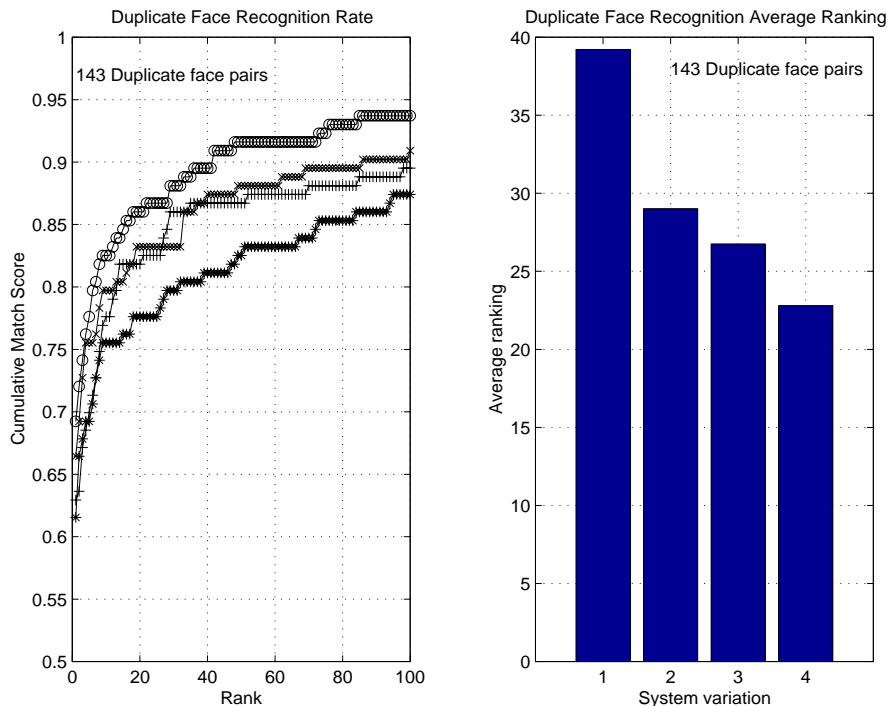 Duplicate Face Recognition Rate
143 Duplicate face pairs
Cumulative Match Score
1
0.95
0.9
0.85
0.8
0.75
0.7
0.65
0.6
0.55
0.5
0 20 40 60 80 100
Rank
Duplicate Face Recognition Average Ranking
143 Duplicate face pairs
Average ranking
40
35
30
25
20
15
10
5
0
1 2 3 4
System variation